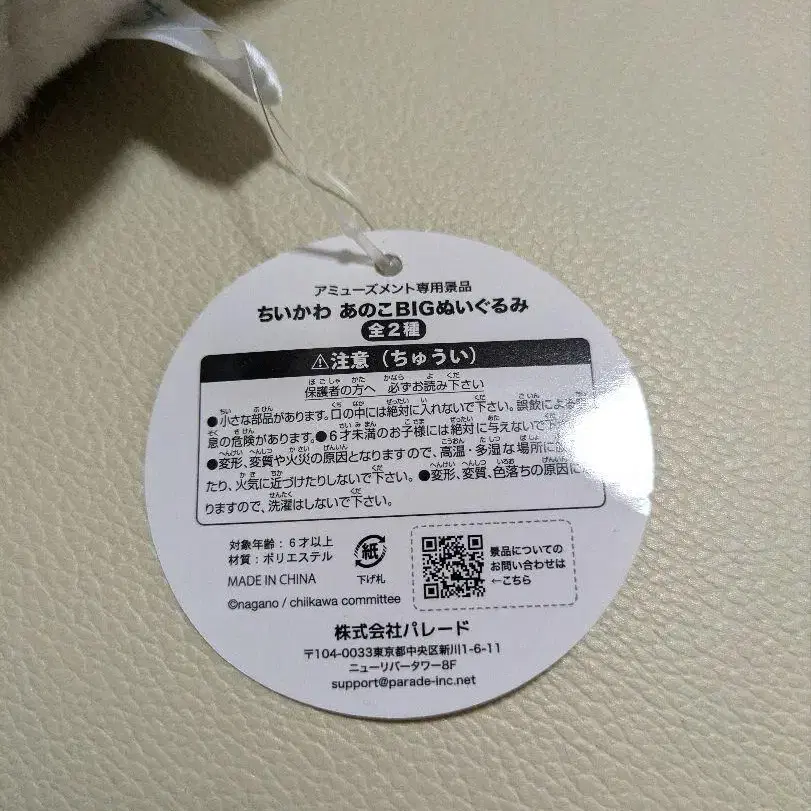 アミューズメント専用景品
ちいかわ あのこBIGぬいぐるみ
全2種
⚠注意（ちゅうい）
保護者の方へ 必ずお読み下さい
●小さな部品があります。口の中には絶対に入れないで下さい。誤飲による
息の危険があります。●6才未満のお子様には絶対に与えないで下
●変形、変質や火災の原因となりますので、高温・多湿な場所に
たり、火気に近づけたりしないで下さい。●変形、変質、色落ちの原因に
りますので、洗濯はしないで下さい。
対象年齢：6才以上
材質：ポリエステル
MADE IN CHINA
紙
下げ札
景品についての
お問い合わせは
←こちら
©nagano / chiikawa committee
株式会社パレード
〒104-0033東京都中央区新川1-6-11
ニューリバータワー8F
support@parade-inc.net